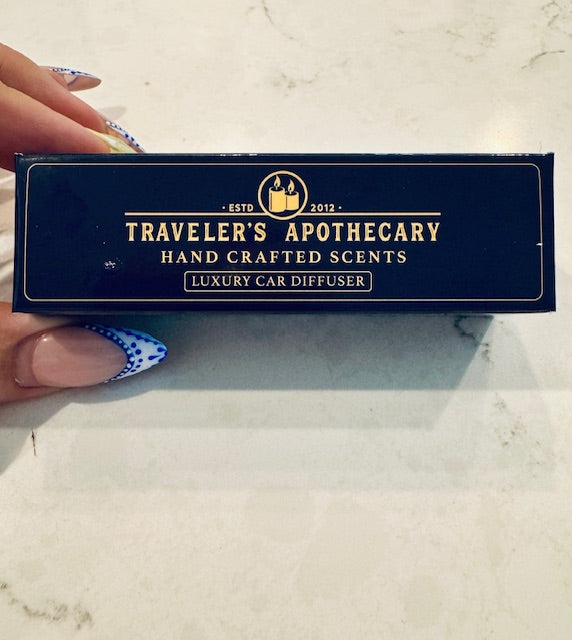 · ESTD 2012 ·
TRAVELER'S APOTHECARY
HAND CRAFTED SCENTS
LUXURY CAR DIFFUSER